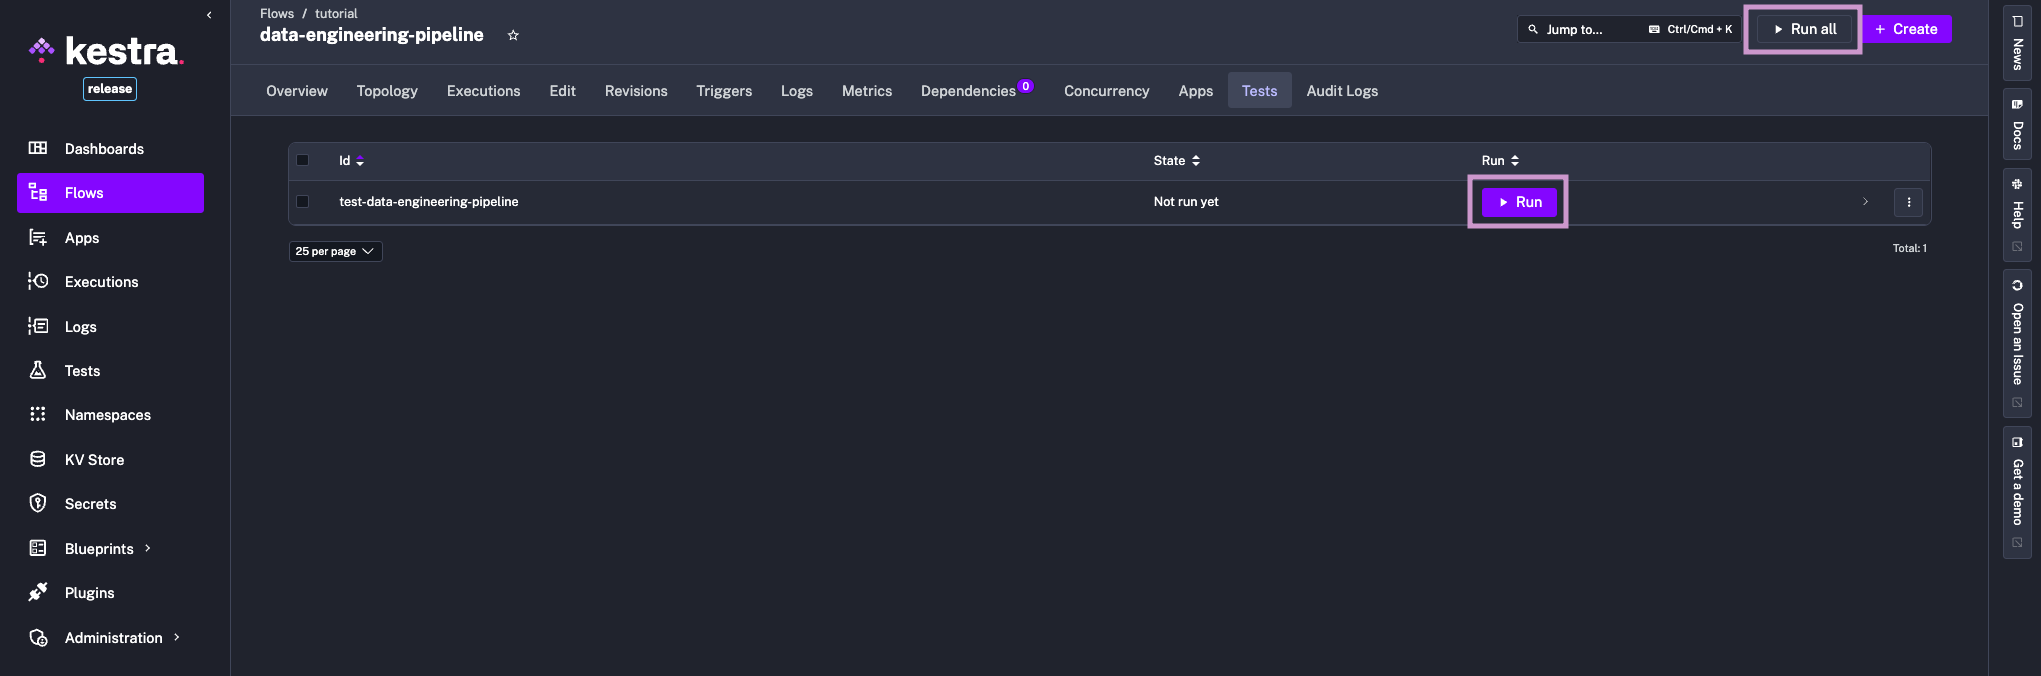 kestra.
release
Dashboards
Flows
Apps
Executions
Logs
Tests
Namespaces
KV Store
Secrets
Blueprints
Plugins
Administration
Flows / tutorial
data-engineering-pipeline
Jump to... Ctrl/Cmd + K
Run all
+ Create
Overview Topology Executions Edit Revisions Triggers Logs Metrics Dependencies 0 Concurrency Apps Tests Audit Logs
Id State Run
test-data-engineering-pipeline Not run yet Run
25 per page
Total: 1
News
Docs
Help
Open an Issue
Get a demo